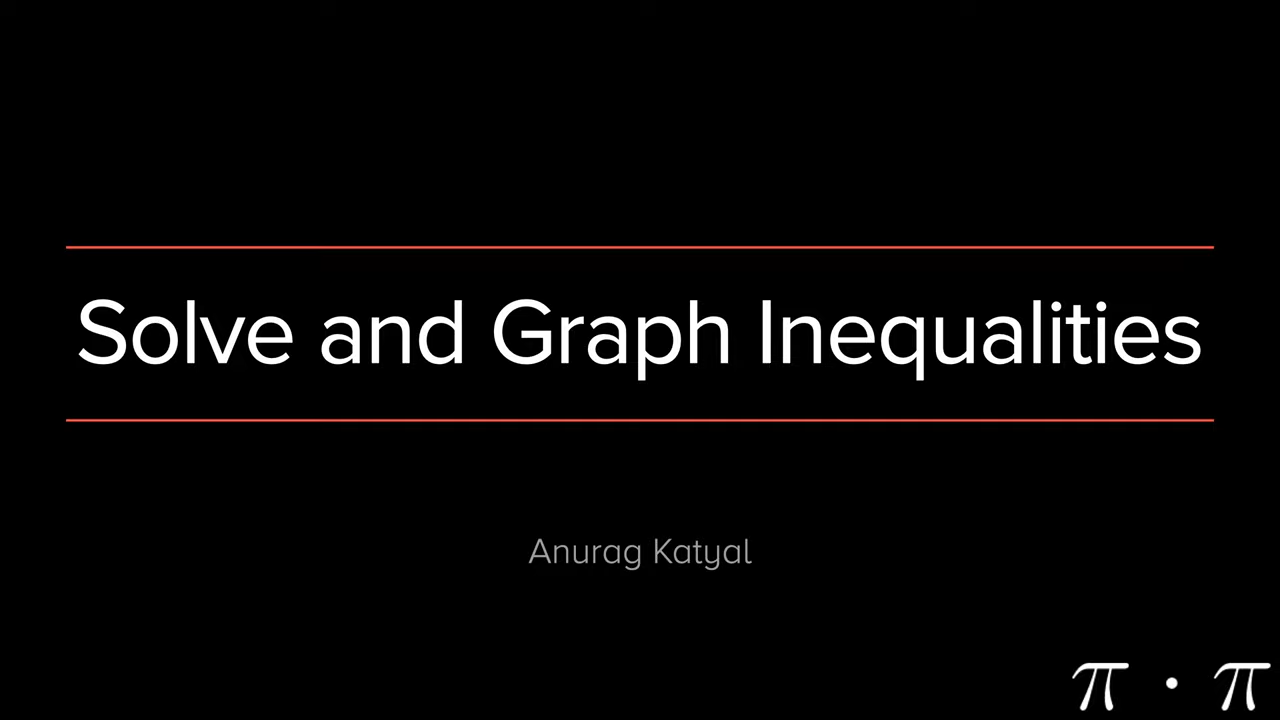 Solve and Graph Inequalities
Anurag Katyal
π · π